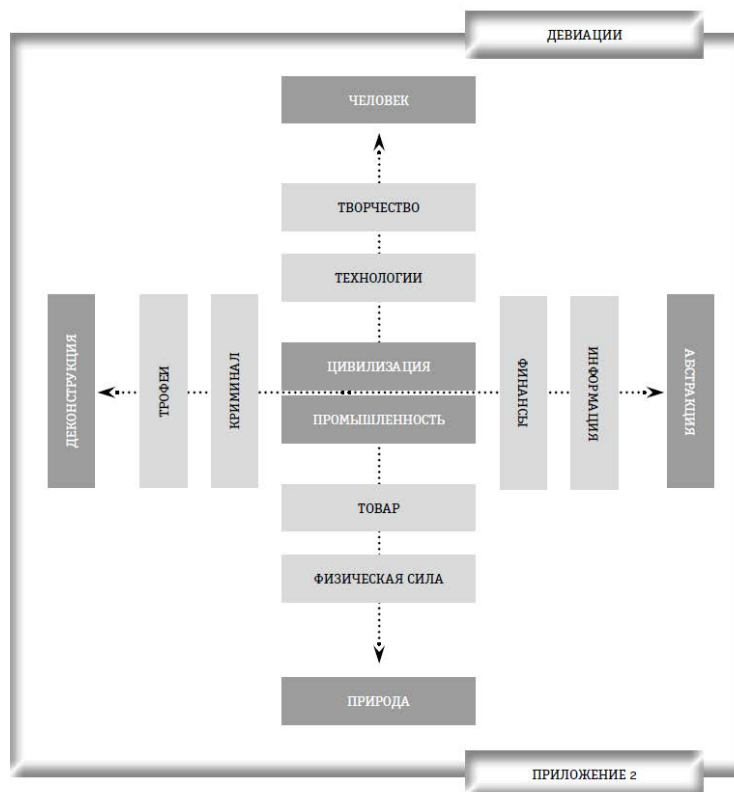 ДЕВИАЦИИ
ЧЕЛОВЕК
ТВОРЧЕСТВО
ТЕХНОЛОГИИ
ДЕКОНСТРУКЦИЯ
ТРОФЕИ
КРИМИНАЛ
ЦИВИЛИЗАЦИЯ
ПРОМЫШЛЕННОСТЬ
ФИНАНСЫ
ИНФОРМАЦИЯ
АБСТРАКЦИЯ
ТОВАР
ФИЗИЧЕСКАЯ СИЛА
ПРИРОДА
ПРИЛОЖЕНИЕ 2